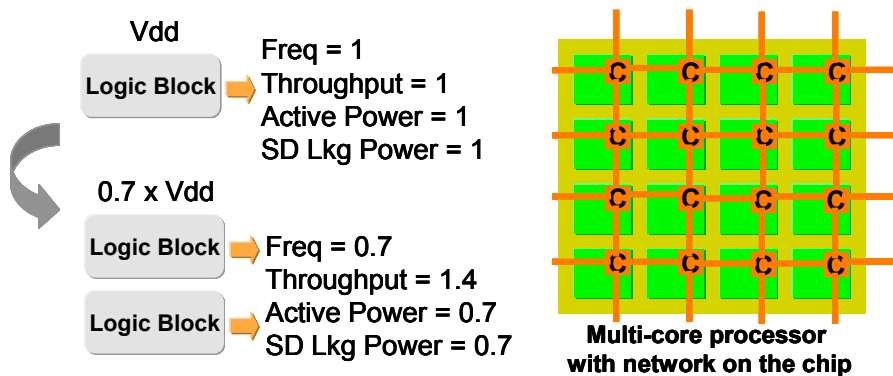 Vdd
Logic Block
Freq = 1
Throughput = 1
Active Power = 1
SD Lkg Power = 1
0.7 x Vdd
Logic Block
Logic Block
Freq = 0.7
Throughput = 1.4
Active Power = 0.7
SD Lkg Power = 0.7
C C C C
C C C C
C C C C
C C C C
Multi-core processor
with network on the chip